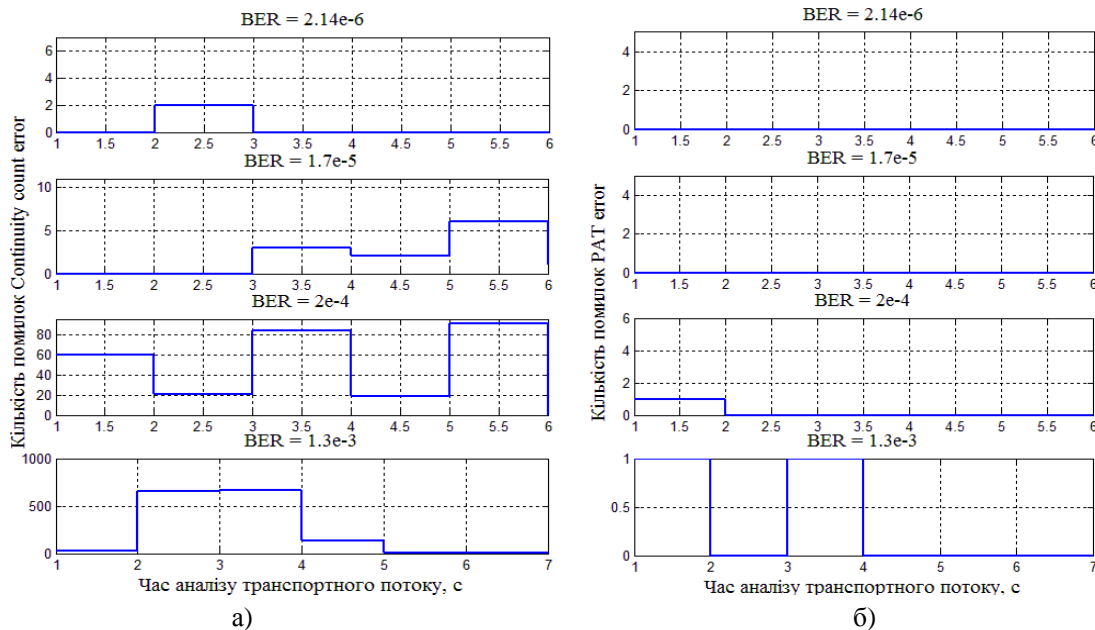 BER = 2.14e-6
6
4
2
0
1 1.5 2 2.5 3 3.5 4 4.5 5 5.5 6
BER = 1.7e-5
10
5
0
1 1.5 2 2.5 3 3.5 4 4.5 5 5.5 6
BER = 2e-4
80
60
40
20
0
1 1.5 2 2.5 3 3.5 4 4.5 5 5.5 6
BER = 1.3e-3
1000
500
0
1 2 3 4 5 6 7
Кількість помилок Continuity count error
Час аналізу транспортного потоку, с
а)
BER = 2.14e-6
4
2
0
1 1.5 2 2.5 3 3.5 4 4.5 5 5.5 6
BER = 1.7e-5
4
2
0
1 1.5 2 2.5 3 3.5 4 4.5 5 5.5 6
BER = 2e-4
6
4
2
0
1 1.5 2 2.5 3 3.5 4 4.5 5 5.5 6
BER = 1.3e-3
1
0.5
0
1 2 3 4 5 6 7
Кількість помилок PAT error
Час аналізу транспортного потоку, с
б)